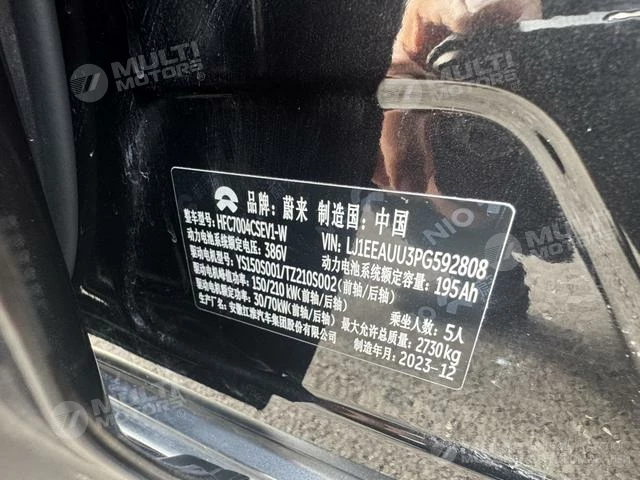 MULTI MOTORS
MULTI MOTORS
品牌: 蔚来 制造国: 中国
整车型号: HFC7004CSEV1-W VIN: LJ1EEAUU3PG592808
动力电池系统额定电压: 386V 动力电池系统额定容量: 195Ah
驱动电机型号: YS150S001/TZ210S002(前轴/后轴)
驱动电机峰值功率: 150/210 kW(前轴/后轴) 乘坐人数: 5人
驱动电机额定功率: 30/70kW(前轴/后轴) 最大允许总质量: 2730kg
生产厂名: 安徽江淮汽车集团股份有限公司 制造年月: 2023-12
NIO
MULTI MOTORS
MULTI MOTORS